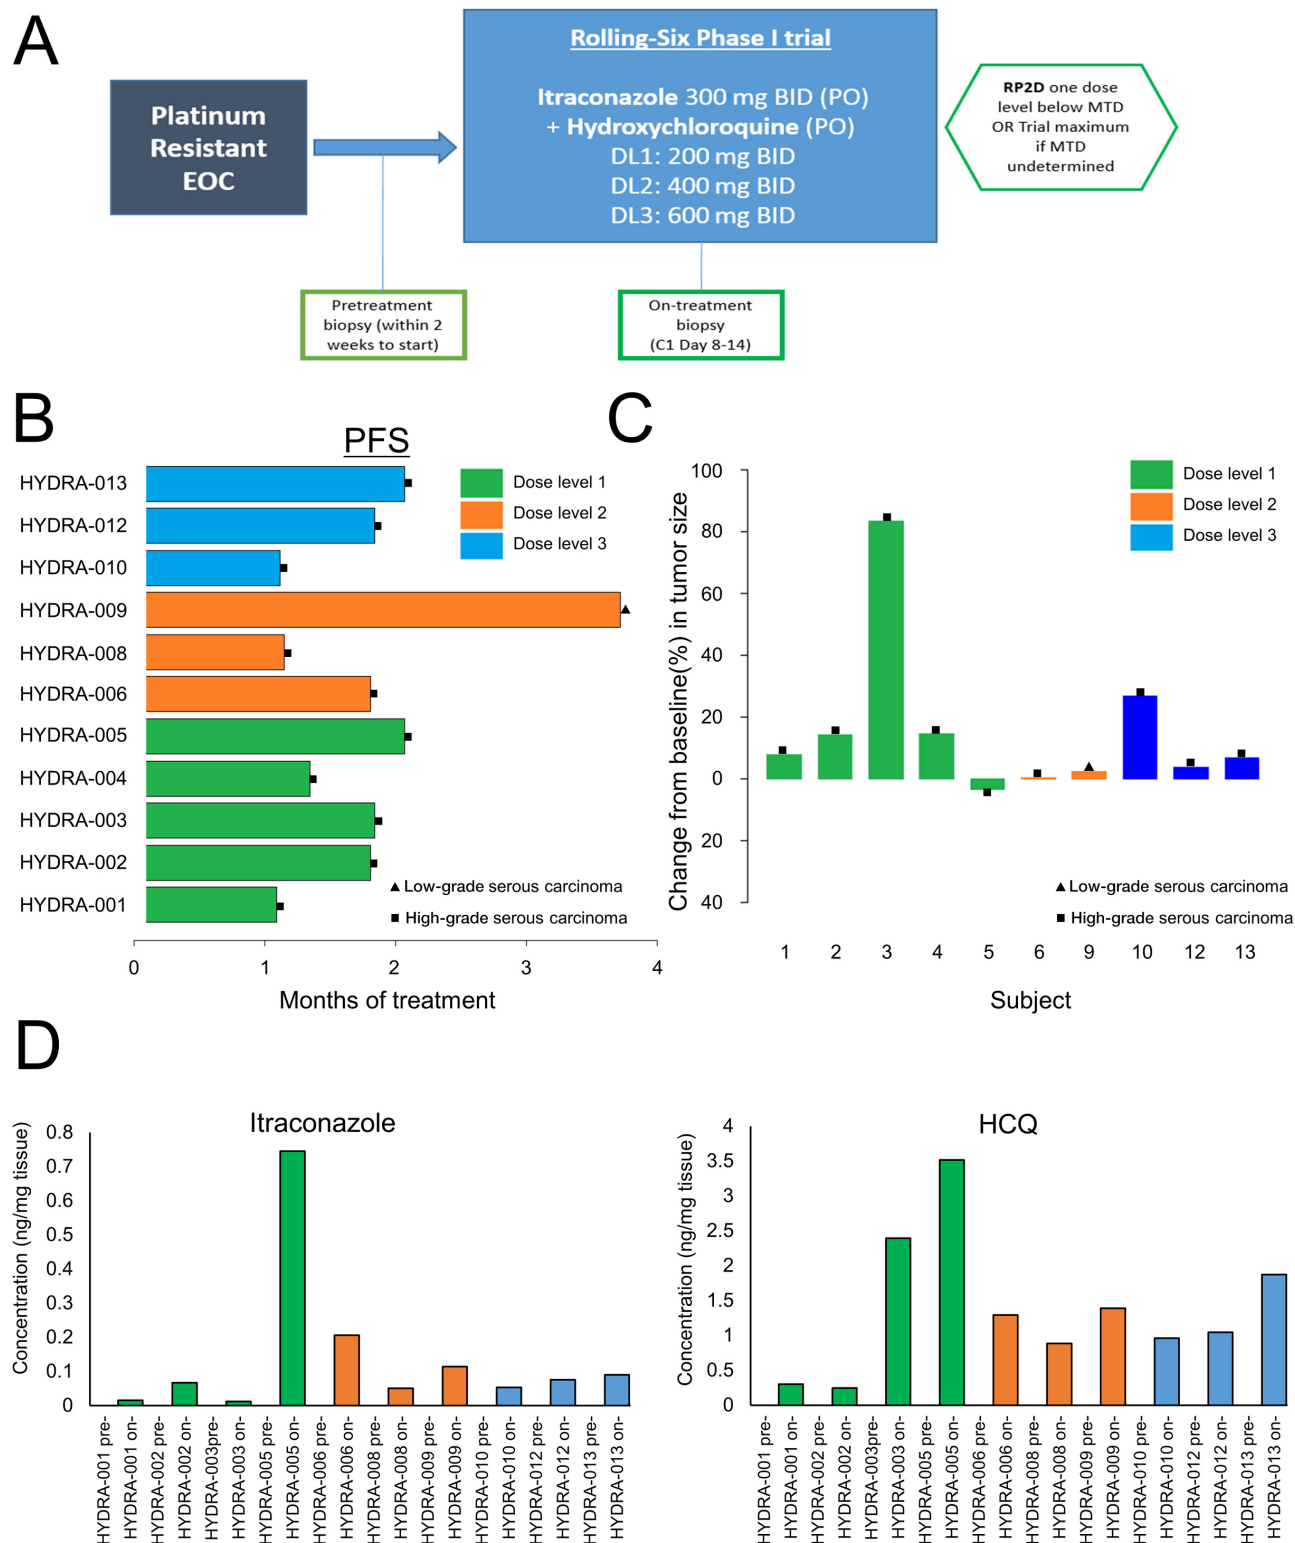 A
Platinum
Resistant
EOC
Rolling-Six Phase I trial
Itraconazole 300 mg BID (PO)
+ Hydroxychloroquine (PO)
DL1: 200 mg BID
DL2: 400 mg BID
DL3: 600 mg BID
RP2D one dose
level below MTD
OR Trial maximum
if MTD
undetermined
Pretreatment
biopsy (within 2
weeks to start)
On-treatment
biopsy
(C1 Day 8-14)
B
PFS
HYDRA-013
HYDRA-012
HYDRA-010
HYDRA-009
HYDRA-008
HYDRA-006
HYDRA-005
HYDRA-004
HYDRA-003
HYDRA-002
HYDRA-001
Dose level 1
Dose level 2
Dose level 3
Low-grade serous carcinoma
High-grade serous carcinoma
0 1 2 3 4
Months of treatment
C
Change from baseline(%) in tumor size
100
80
60
40
20
0
20
40
Dose level 1
Dose level 2
Dose level 3
Low-grade serous carcinoma
High-grade serous carcinoma
1 2 3 4 5 6 9 10 12 13
Subject
D
Itraconazole
Concentration (ng/mg tissue)
0.8
0.7
0.6
0.5
0.4
0.3
0.2
0.1
0
HYDRA-001 pre-
HYDRA-001 on-
HYDRA-002 pre-
HYDRA-002 on-
HYDRA-003pre-
HYDRA-003 on-
HYDRA-005 pre-
HYDRA-005 on-
HYDRA-006 pre-
HYDRA-006 on-
HYDRA-008 pre-
HYDRA-008 on-
HYDRA-009 pre-
HYDRA-009 on-
HYDRA-010 pre-
HYDRA-010 on-
HYDRA-012 pre-
HYDRA-012 on-
HYDRA-013 pre-
HYDRA-013 on-
HCQ
Concentration (ng/mg tissue)
4
3.5
3
2.5
2
1.5
1
0.5
0
HYDRA-001 pre-
HYDRA-001 on-
HYDRA-002 pre-
HYDRA-002 on-
HYDRA-003pre-
HYDRA-003 on-
HYDRA-005 pre-
HYDRA-005 on-
HYDRA-006 pre-
HYDRA-006 on-
HYDRA-008 pre-
HYDRA-008 on-
HYDRA-009 pre-
HYDRA-009 on-
HYDRA-010 pre-
HYDRA-010 on-
HYDRA-012 pre-
HYDRA-012 on-
HYDRA-013 pre-
HYDRA-013 on-